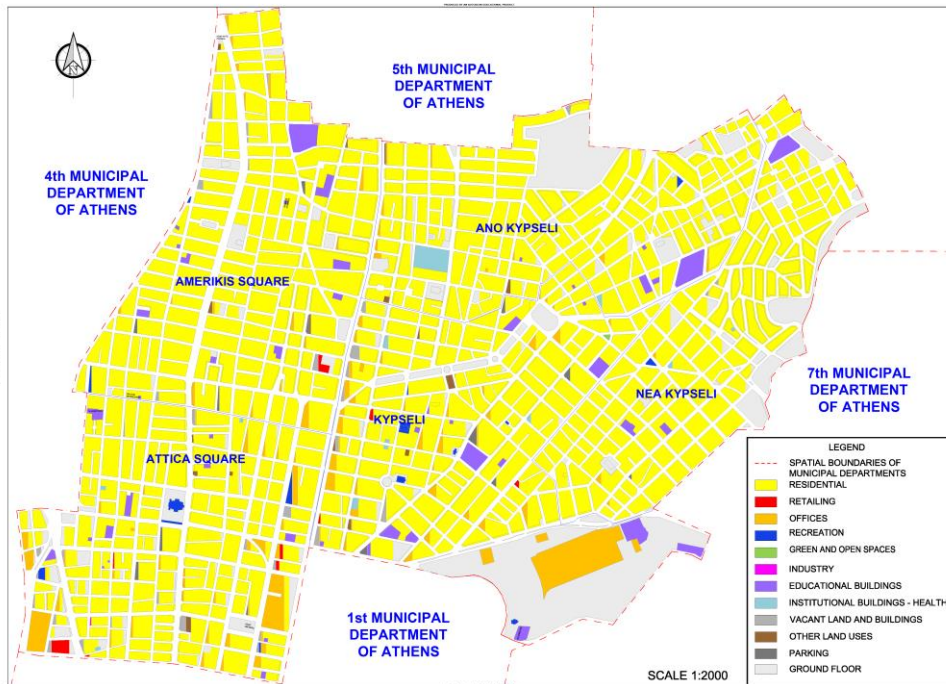 5th MUNICIPAL
DEPARTMENT
OF ATHENS
4th MUNICIPAL
DEPARTMENT
OF ATHENS
ANO KYPSELI
AMERIKIS SQUARE
7th MUNICIPAL
DEPARTMENT
OF ATHENS
NEA KYPSELI
KYPSELI
ATTICA SQUARE
1st MUNICIPAL
DEPARTMENT
OF ATHENS
LEGEND
SPATIAL BOUNDARIES OF
MUNICIPAL DEPARTMENTS
RESIDENTIAL
RETAILING
OFFICES
RECREATION
GREEN AND OPEN SPACES
INDUSTRY
EDUCATIONAL BUILDINGS
INSTITUTIONAL BUILDINGS - HEALTH
VACANT LAND AND BUILDINGS
OTHER LAND USES
PARKING
GROUND FLOOR
SCALE 1:2000